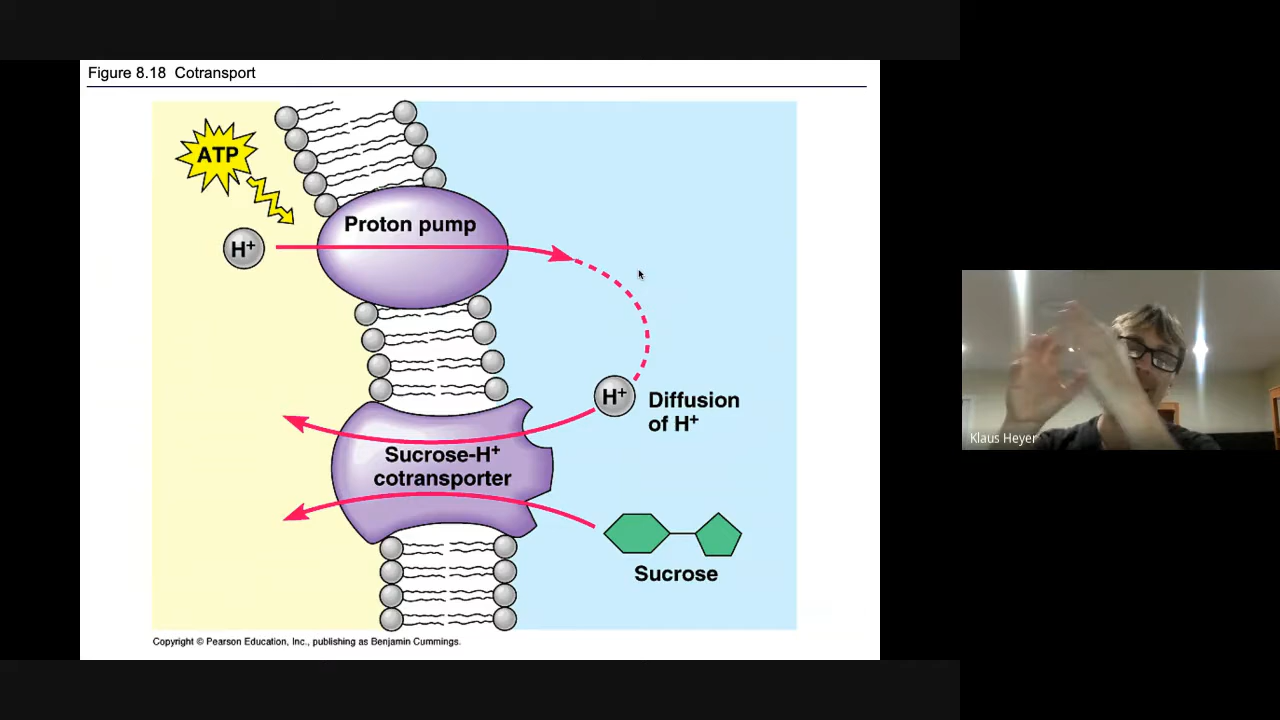 Figure 8.18 Cotransport
ATP
Proton pump
H⁺
H⁺
Diffusion
of H⁺
Sucrose-H⁺
cotransporter
Sucrose
Copyright © Pearson Education, Inc., publishing as Benjamin Cummings.
Klaus Heyer